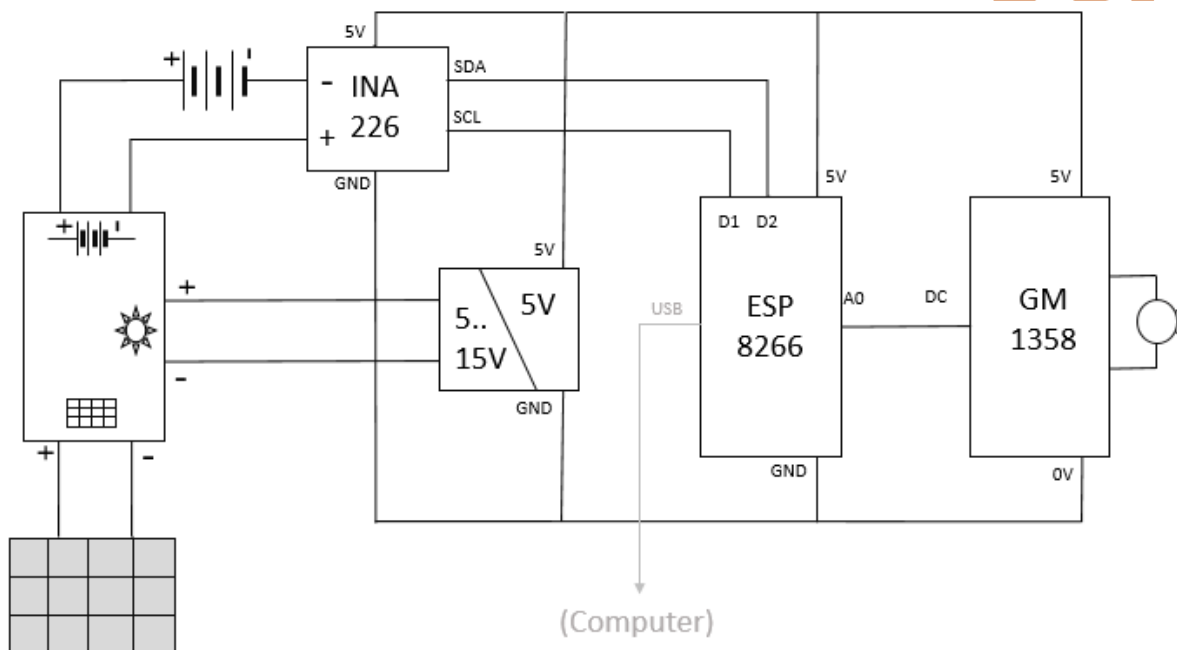 5V
+
-
INA
226
+
SDA
SCL
GND
5V
5V
D1 D2
+
5V
+
5..
15V
5V
USB
ESP
8266
A0
DC
GM
1358
-
GND
+
-
GND
0V
(Computer)